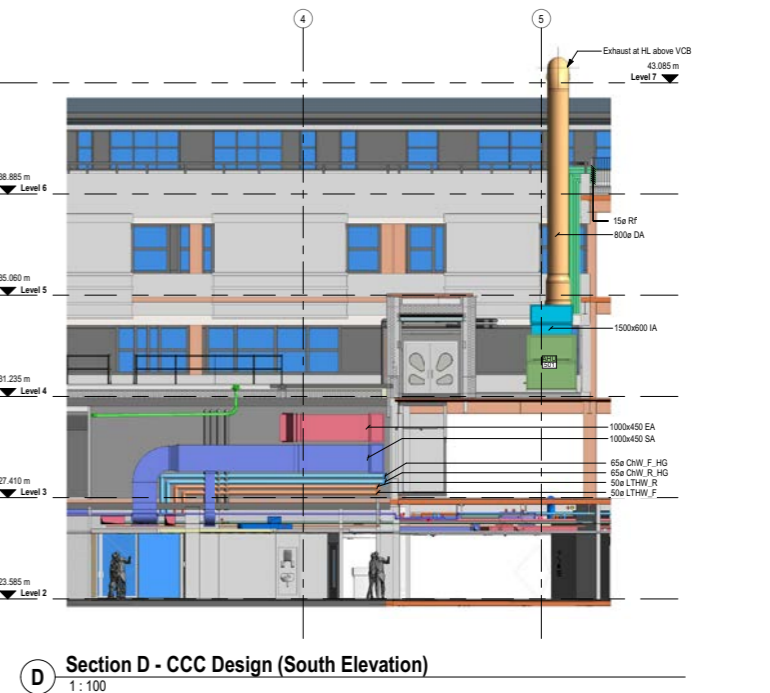 4
5
Exhaust at HL above VCB
43.085 m
Level 7
38.885 m
Level 6
15ø Rf
800ø DA
35.060 m
Level 5
1500x600 IA
31.235 m
Level 4
1000x450 EA
1000x450 SA
65ø ChW_F_HG
65ø ChW_R_HG
27.410 m
Level 3
50ø LTHW_R
50ø LTHW_F
23.585 m
Level 2
D
Section D - CCC Design (South Elevation)
1 : 100